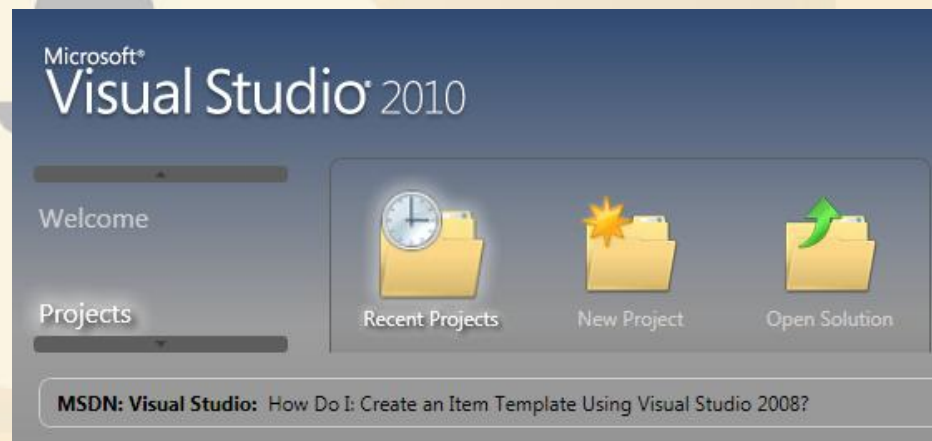 Microsoft®
Visual Studio® 2010
Welcome
Projects
Recent Projects
New Project
Open Solution
MSDN: Visual Studio: How Do I: Create an Item Template Using Visual Studio 2008?